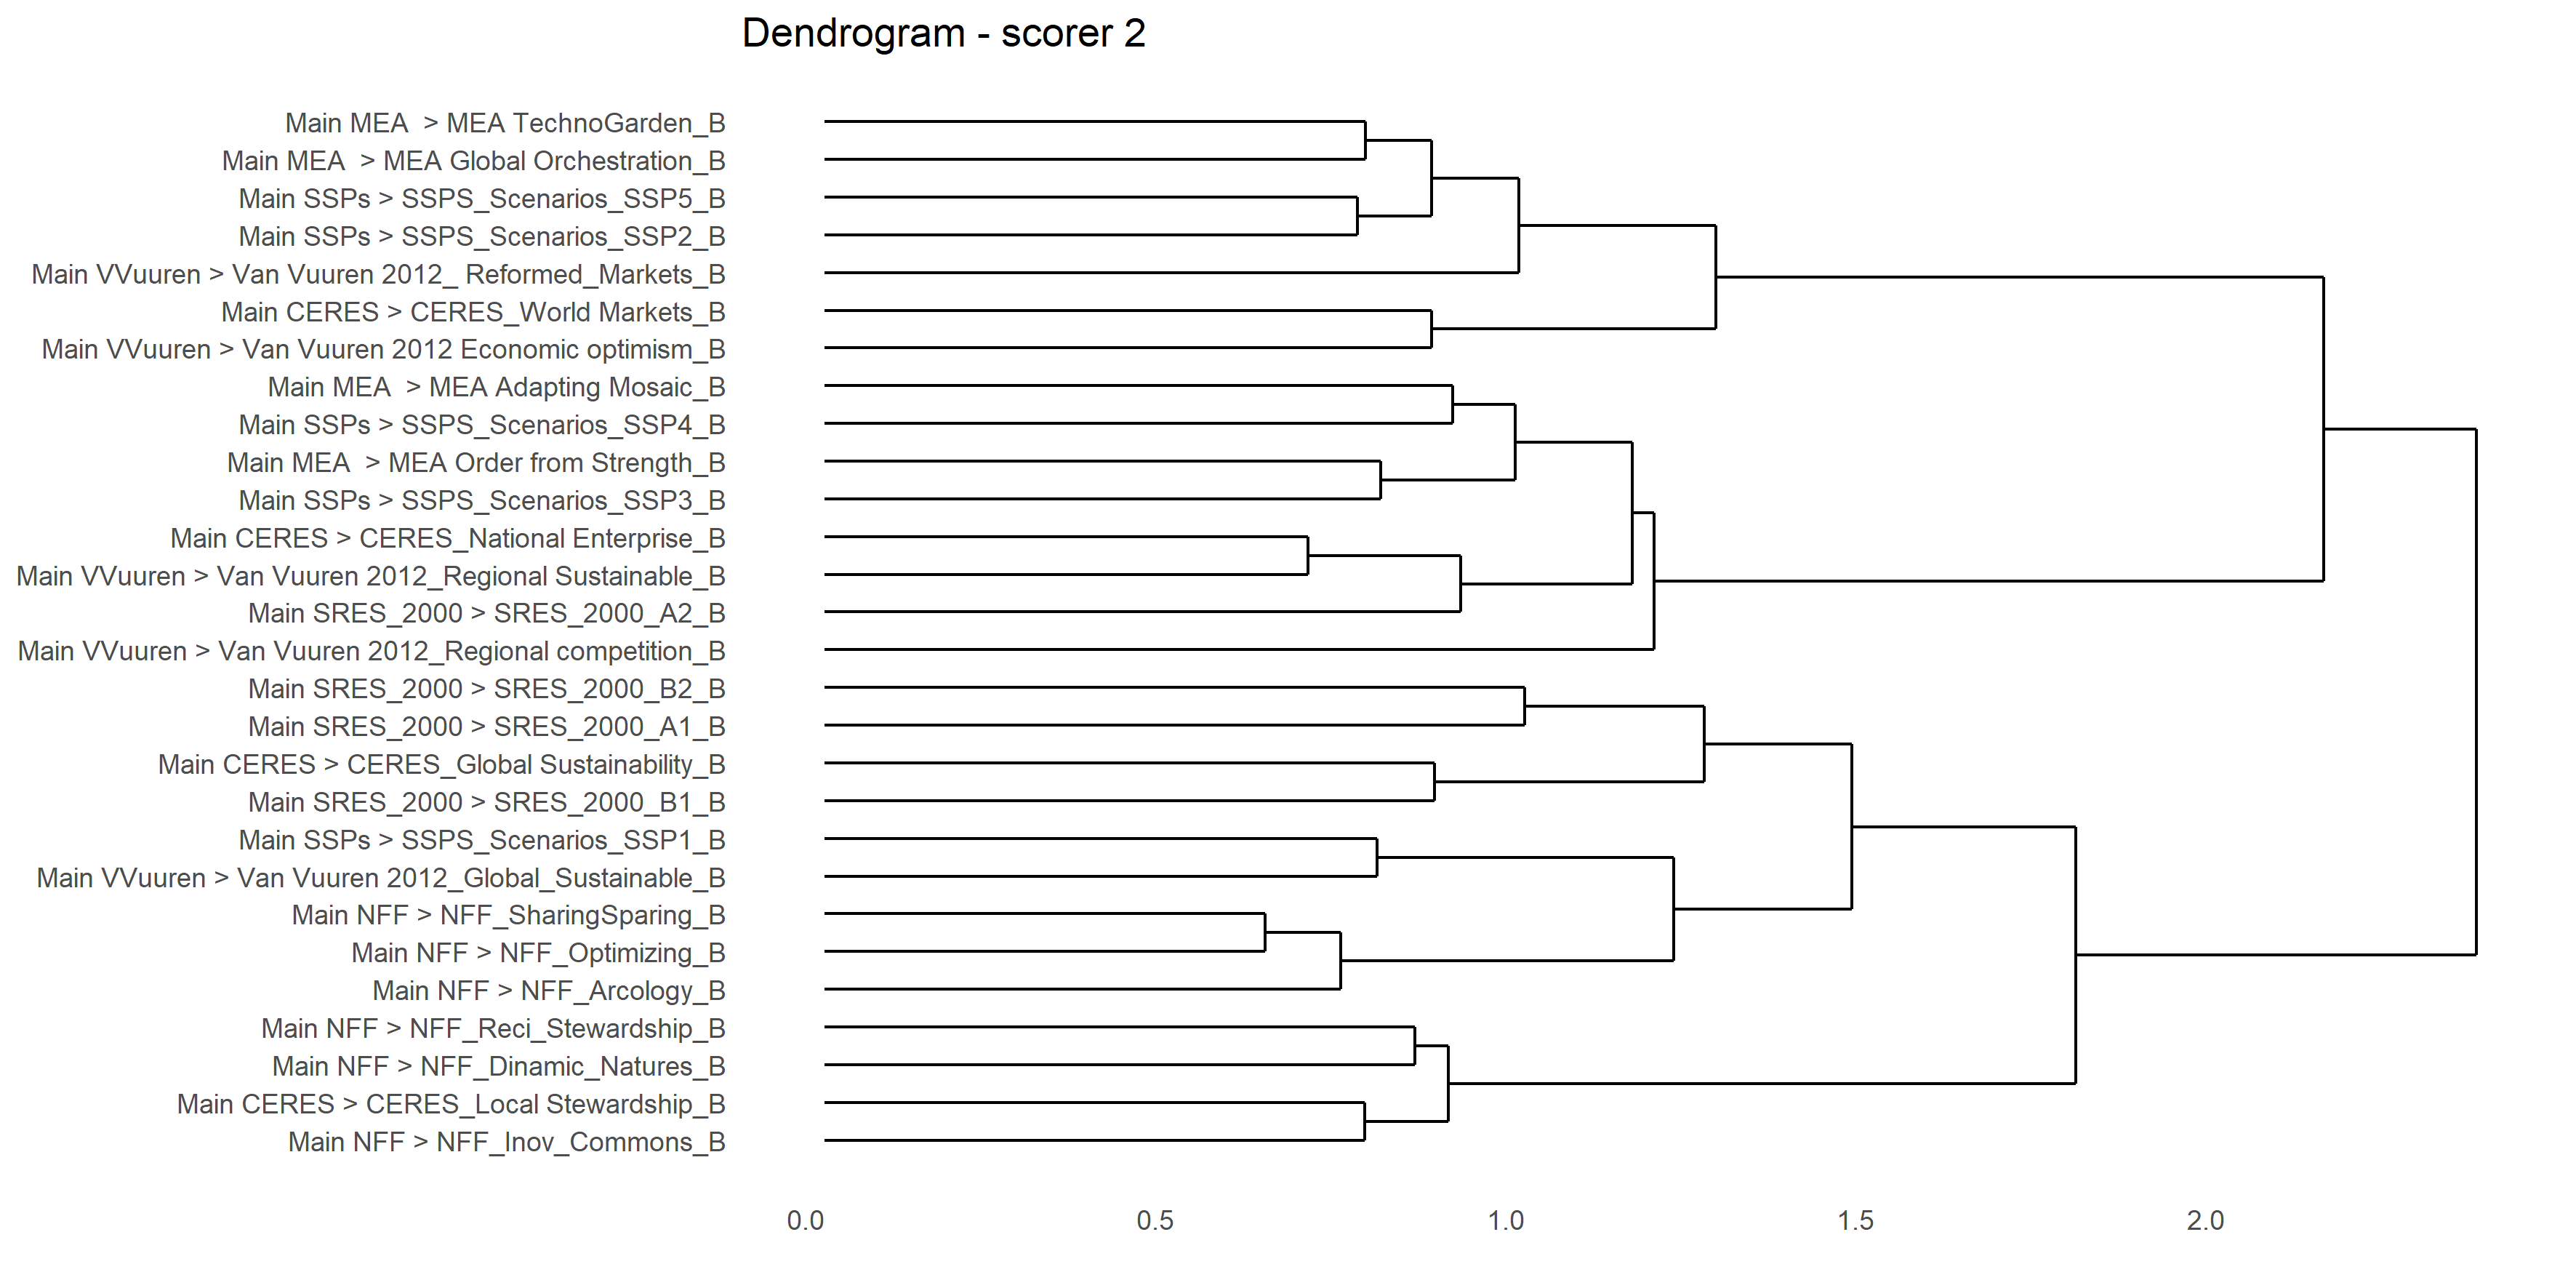 Dendrogram - scorer 2
Main MEA  > MEA TechnoGarden_B
Main MEA  > MEA Global Orchestration_B
Main SSPs > SSPS_Scenarios_SSP5_B
Main SSPs > SSPS_Scenarios_SSP2_B
Main VVuuren > Van Vuuren 2012_ Reformed_Markets_B
Main CERES > CERES_World Markets_B
Main VVuuren > Van Vuuren 2012 Economic optimism_B
Main MEA  > MEA Adapting Mosaic_B
Main SSPs > SSPS_Scenarios_SSP4_B
Main MEA  > MEA Order from Strength_B
Main SSPs > SSPS_Scenarios_SSP3_B
Main CERES > CERES_National Enterprise_B
Main VVuuren > Van Vuuren 2012_Regional Sustainable_B
Main SRES_2000 > SRES_2000_A2_B
Main VVuuren > Van Vuuren 2012_Regional competition_B
Main SRES_2000 > SRES_2000_B2_B
Main SRES_2000 > SRES_2000_A1_B
Main CERES > CERES_Global Sustainability_B
Main SRES_2000 > SRES_2000_B1_B
Main SSPs > SSPS_Scenarios_SSP1_B
Main VVuuren > Van Vuuren 2012_Global_Sustainable_B
Main NFF > NFF_SharingSparing_B
Main NFF > NFF_Optimizing_B
Main NFF > NFF_Arcology_B
Main NFF > NFF_Reci_Stewardship_B
Main NFF > NFF_Dinamic_Natures_B
Main CERES > CERES_Local Stewardship_B
Main NFF > NFF_Inov_Commons_B
0.0 0.5 1.0 1.5 2.0